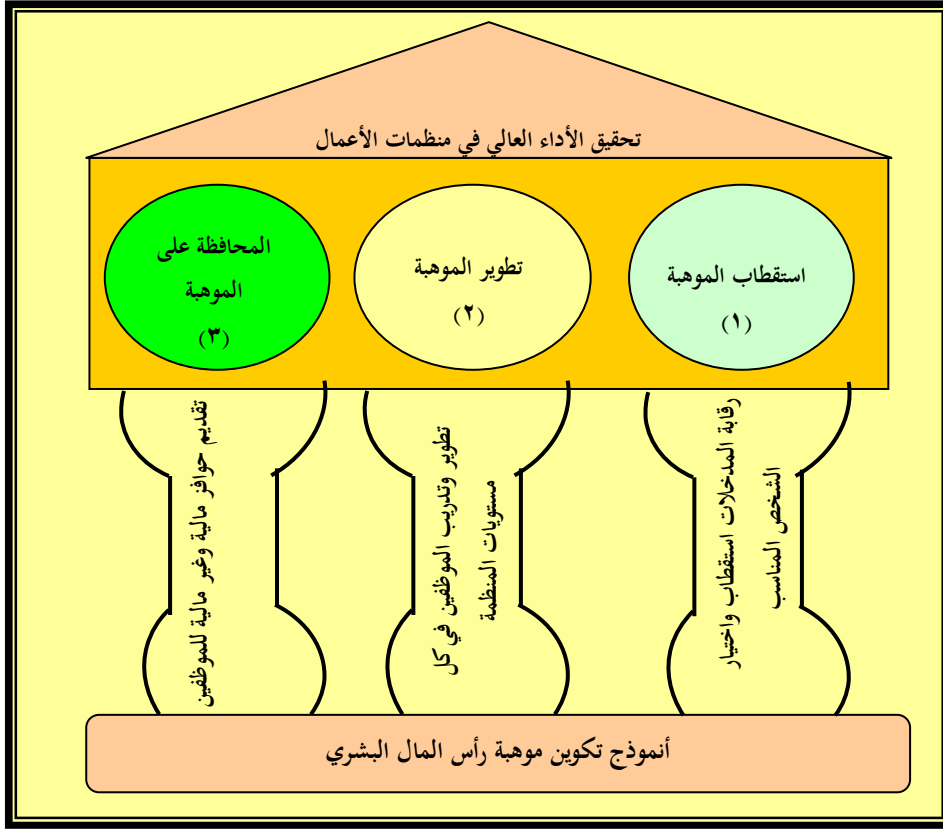 تحقيق الأداء العالي في منظمات الأعمال
استقطاب الموهبة
(١)
تطوير الموهبة
(٢)
المحافظة على
الموهبة
(٣)
رقابة المدخلات استقطاب واختيار
الشخص المناسب
تطوير وتدريب الموظفين في كل
مستويات المنظمة
تقديم حوافز مالية وغير مالية للموظفين
أنموذج تكوين موهبة رأس المال البشري